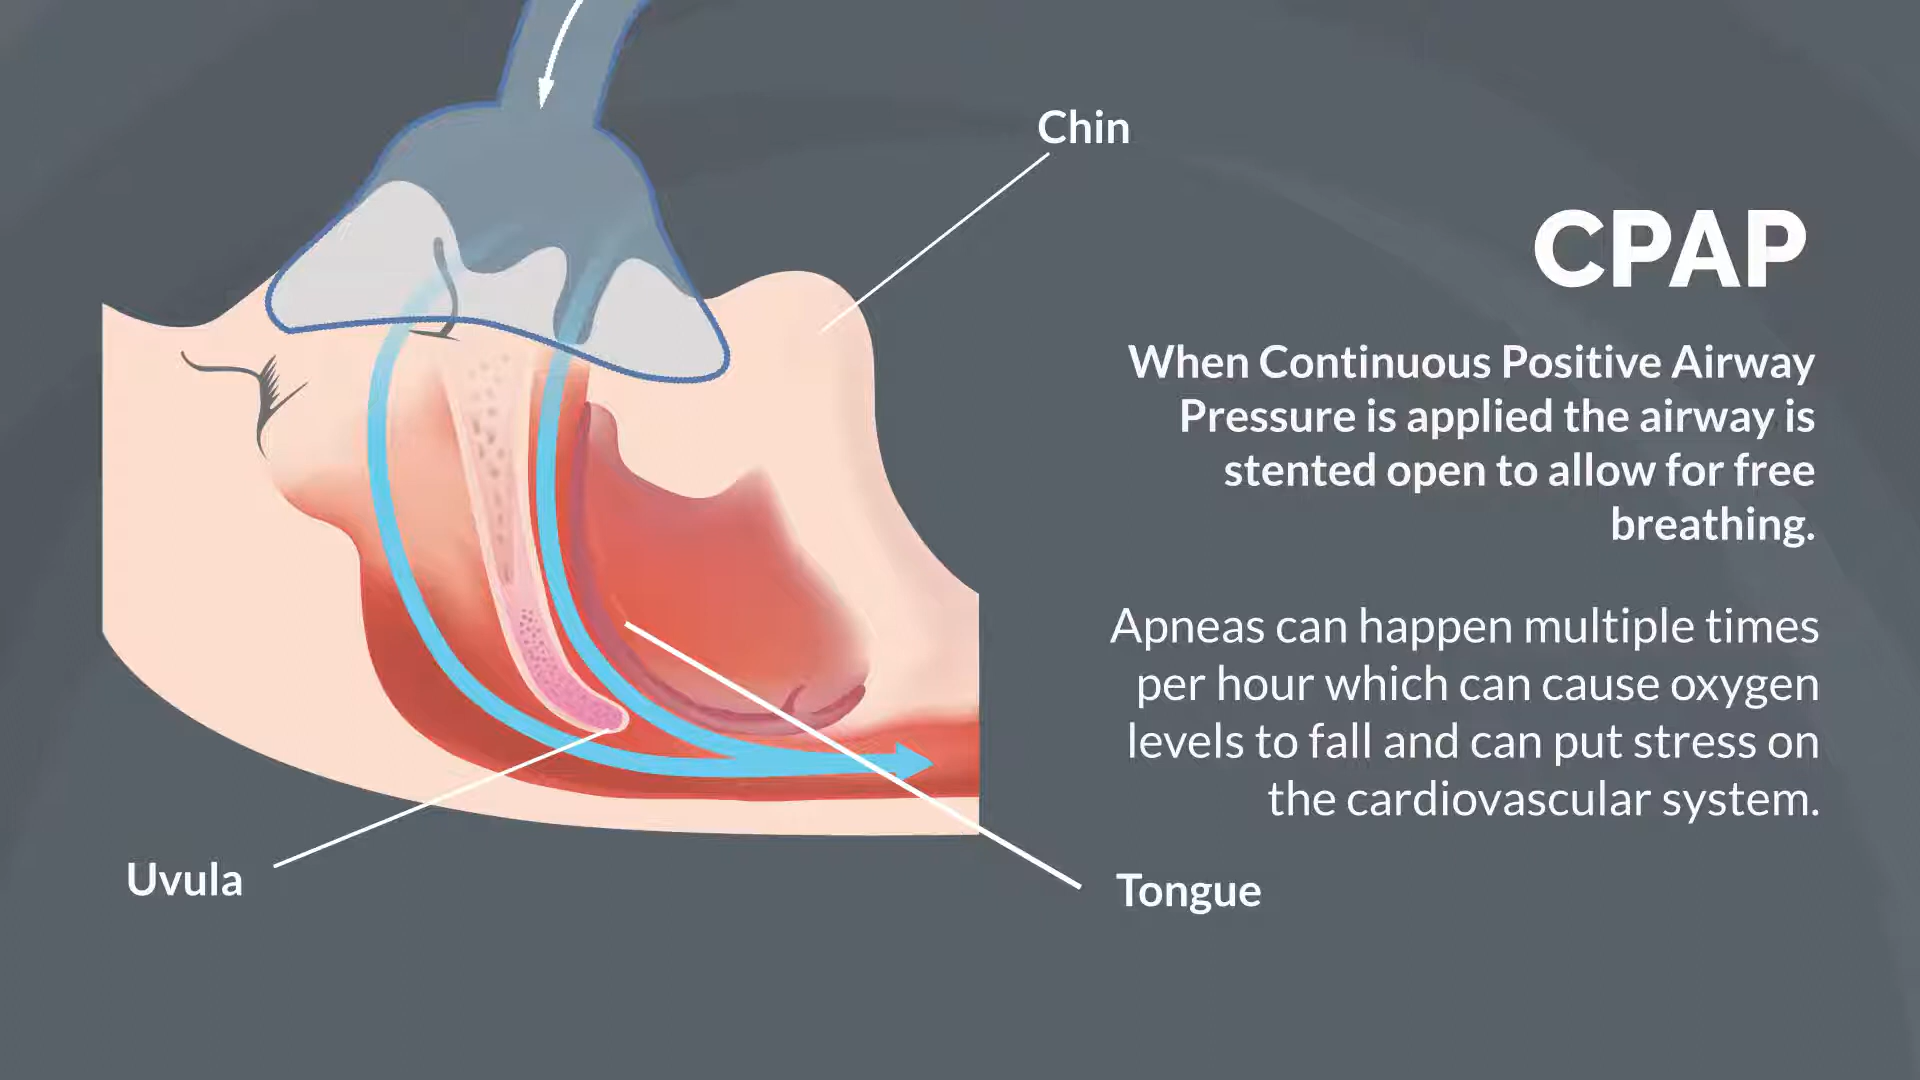 Chin
CPAP
When Continuous Positive Airway
Pressure is applied the airway is
stented open to allow for free
breathing.
Apneas can happen multiple times
per hour which can cause oxygen
levels to fall and can put stress on
the cardiovascular system.
Uvula
Tongue